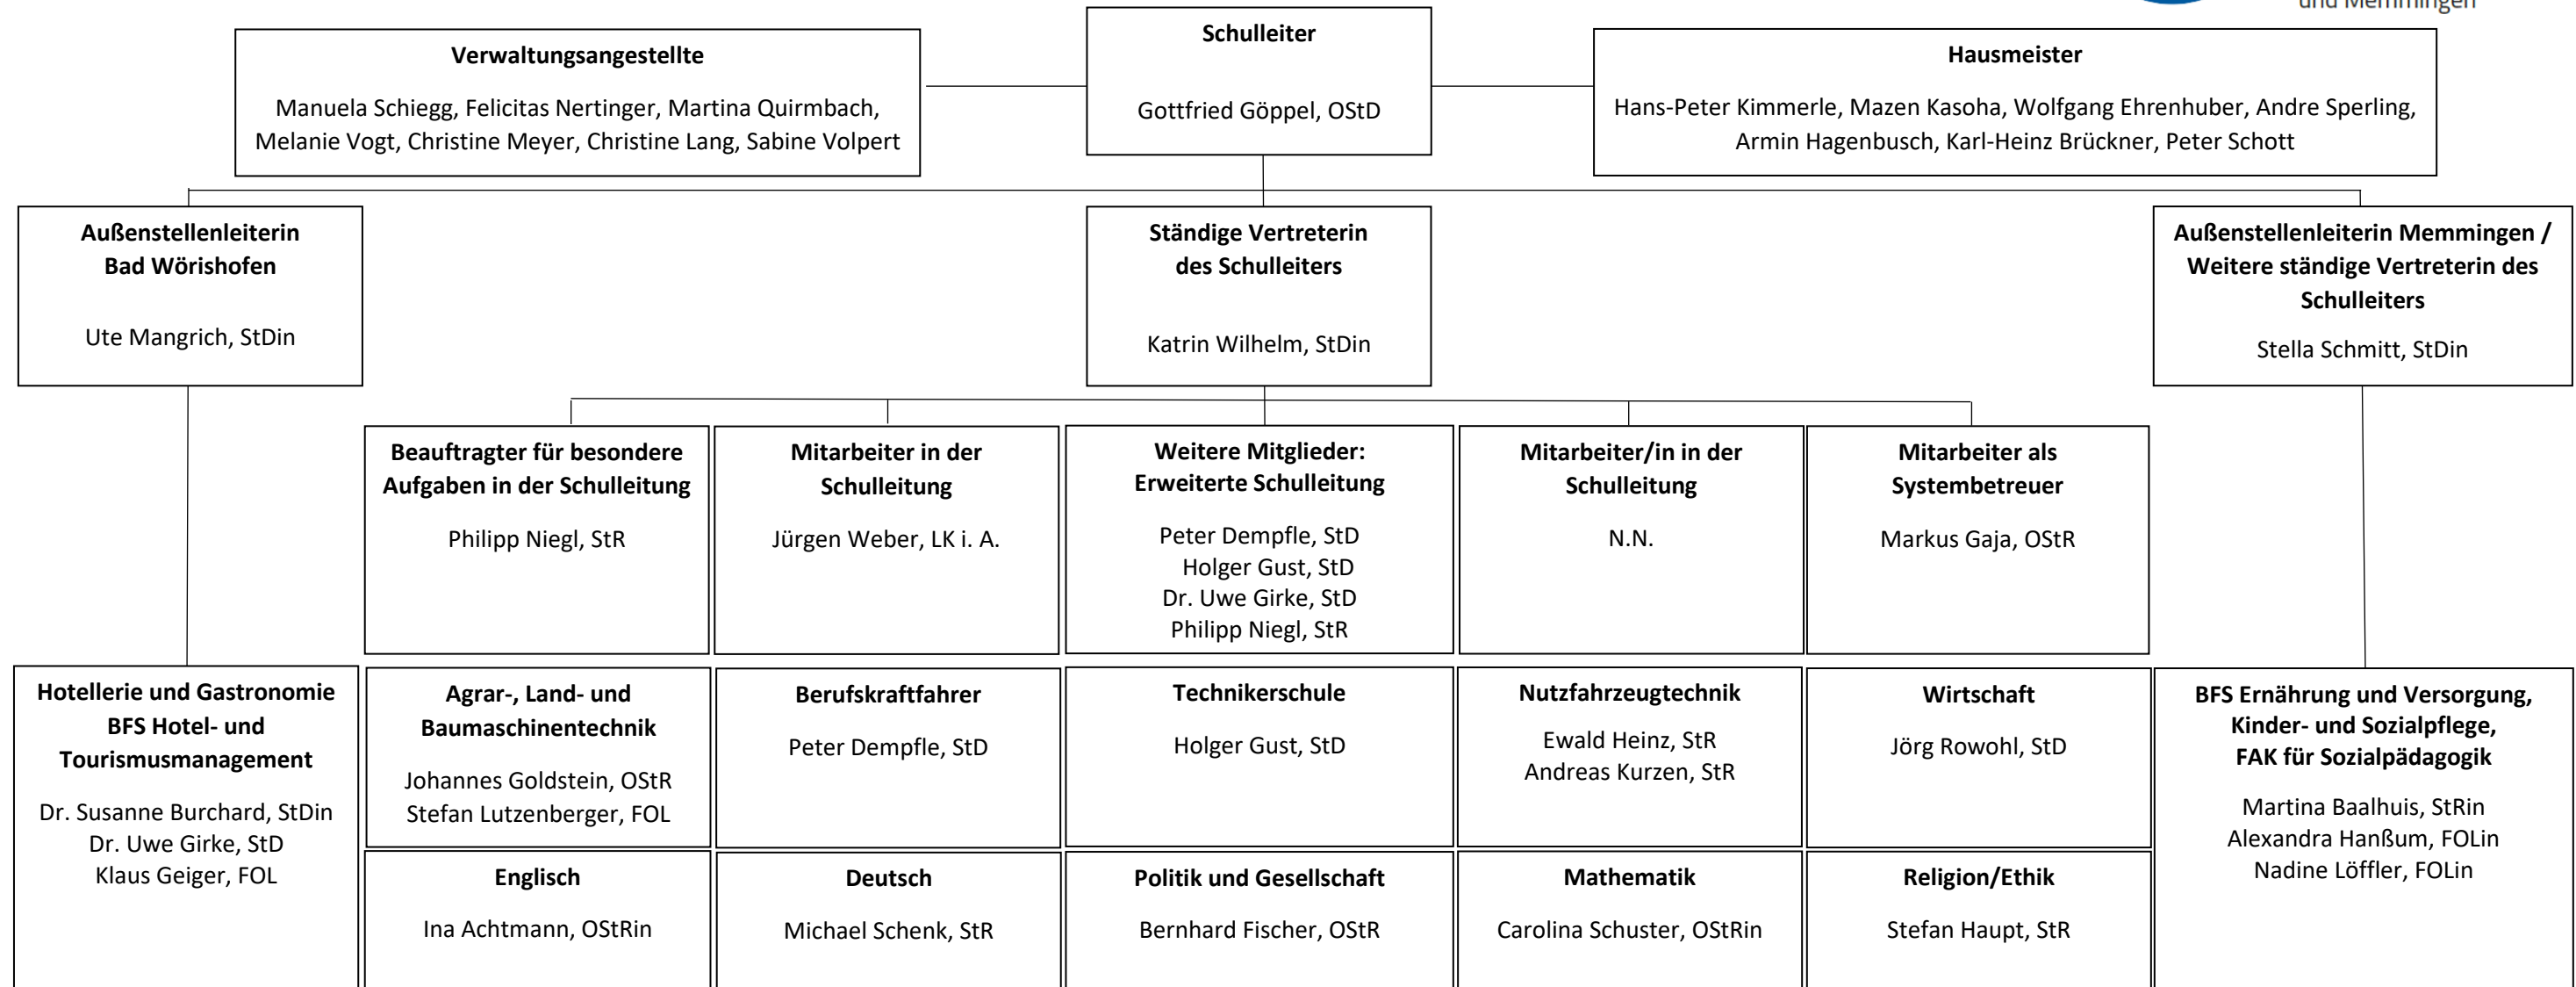 und Memmingen
Verwaltungsangestellte
Manuela Schiegg, Felicitas Nertinger, Martina Quirmbach,
Melanie Vogt, Christine Meyer, Christine Lang, Sabine Volpert
Schulleiter
Gottfried Göppel, OStD
Hausmeister
Hans-Peter Kimmerle, Mazen Kasoha, Wolfgang Ehrenhuber, Andre Sperling,
Armin Hagenbusch, Karl-Heinz Brückner, Peter Schott
Außenstellenleiterin
Bad Wörishofen
Ute Mangrich, StDin
Ständige Vertreterin
des Schulleiters
Katrin Wilhelm, StDin
Außenstellenleiterin Memmingen /
Weitere ständige Vertreterin des
Schulleiters
Stella Schmitt, StDin
Beauftragter für besondere
Aufgaben in der Schulleitung
Philipp Niegl, StR
Mitarbeiter in der
Schulleitung
Jürgen Weber, LK i. A.
Weitere Mitglieder:
Erweiterte Schulleitung
Peter Dempfle, StD
Holger Gust, StD
Dr. Uwe Girke, StD
Philipp Niegl, StR
Mitarbeiter/in in der
Schulleitung
N.N.
Mitarbeiter als
Systembetreuer
Markus Gaja, OStR
Hotellerie und Gastronomie
BFS Hotel- und
Tourismusmanagement
Dr. Susanne Burchard, StDin
Dr. Uwe Girke, StD
Klaus Geiger, FOL
Agrar-, Land- und
Baumaschinentechnik
Johannes Goldstein, OStR
Stefan Lutzenberger, FOL
Berufskraftfahrer
Peter Dempfle, StD
Technikerschule
Holger Gust, StD
Nutzfahrzeugtechnik
Ewald Heinz, StR
Andreas Kurzen, StR
Wirtschaft
Jörg Rowohl, StD
BFS Ernährung und Versorgung,
Kinder- und Sozialpflege,
FAK für Sozialpädagogik
Martina Baalhuis, StRin
Alexandra Hanßum, FOLin
Nadine Löffler, FOLin
Englisch
Ina Achtmann, OStRin
Deutsch
Michael Schenk, StR
Politik und Gesellschaft
Bernhard Fischer, OStR
Mathematik
Carolina Schuster, OStRin
Religion/Ethik
Stefan Haupt, StR